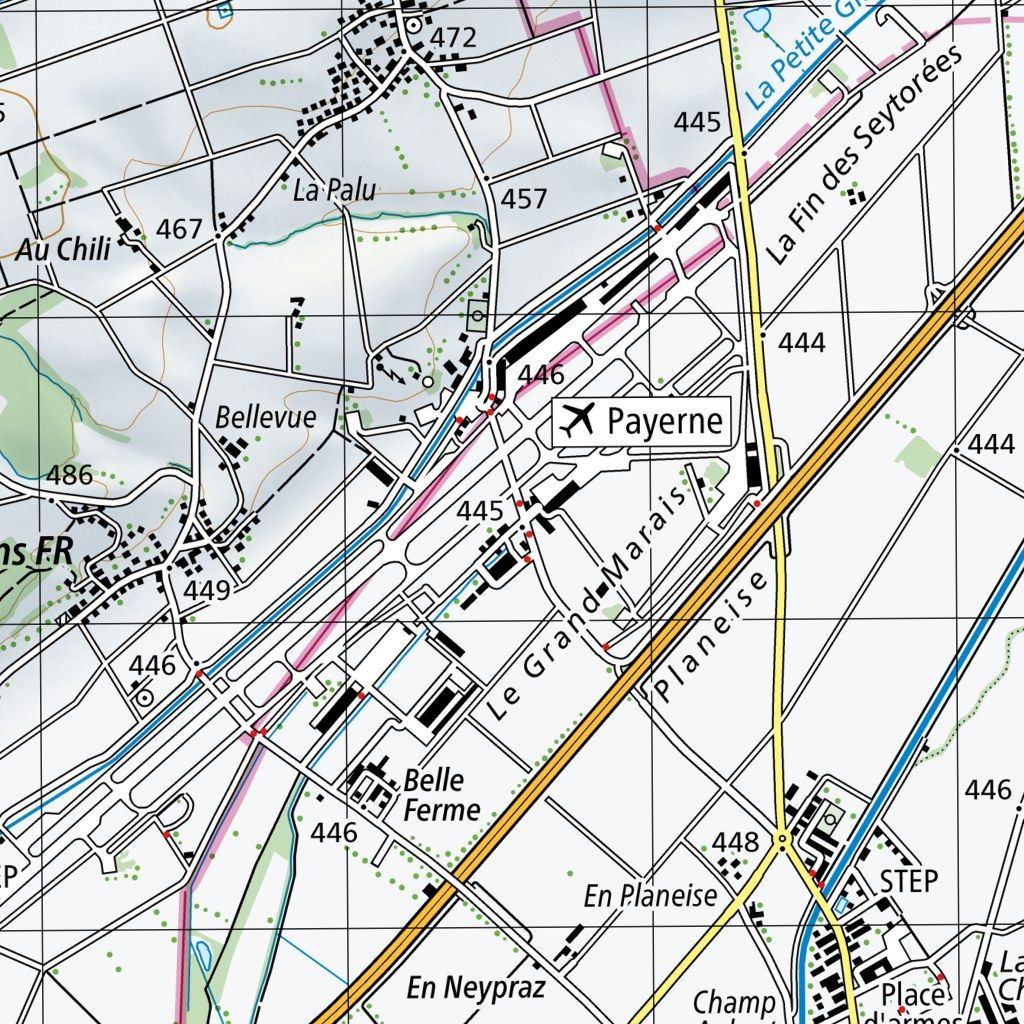 472
La Petite
445
La Fin des Seytorées
La Palu
457
467
Au Chili
444
446
Payerne
Bellevue
444
486
445
ns FR
449
Le Grand Marais
Planeise
446
Belle
Ferme
446
446
448
STEP
EP
En Planeise
En Neypraz
Champ
Place
d'armes
La